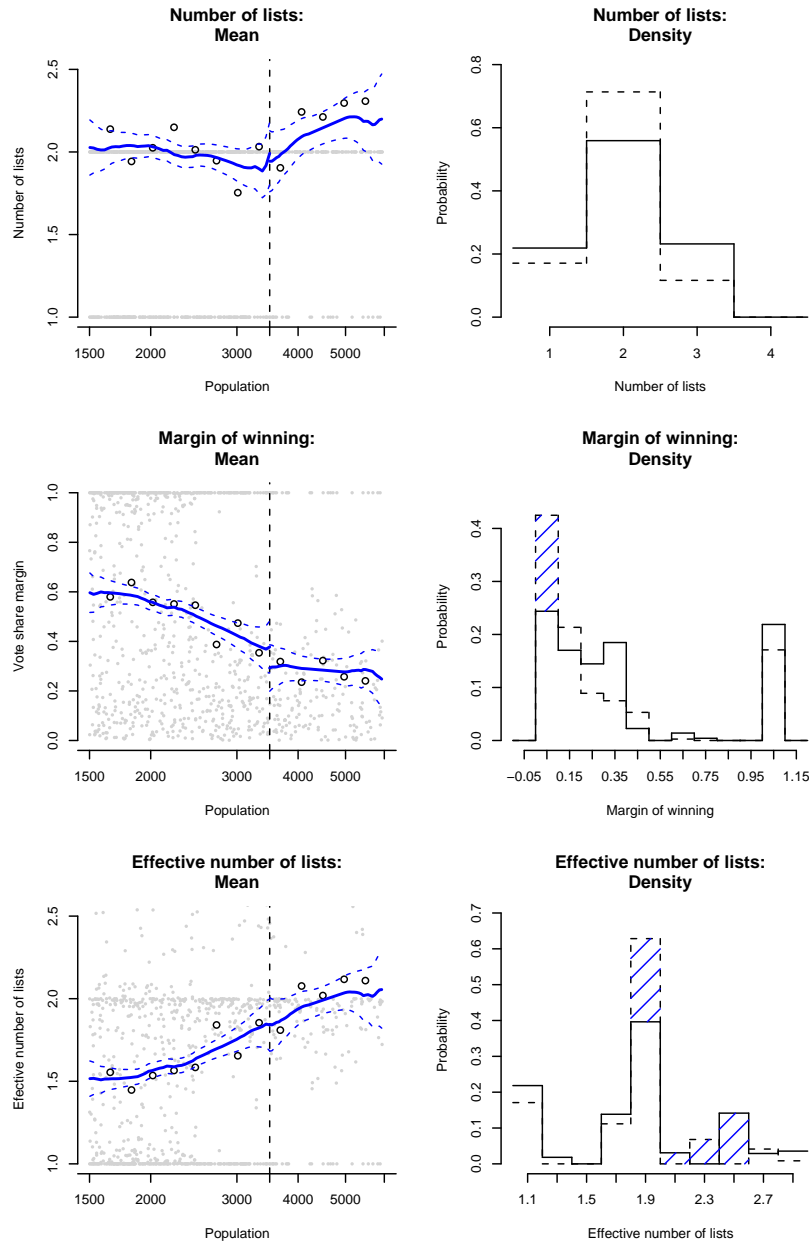 Number of lists:
Mean
Number of lists
1.0 1.5 2.0 2.5
1500 2000 3000 4000 5000
Population
Number of lists:
Density
Probability
0.0 0.2 0.4 0.6 0.8
1 2 3 4
Number of lists
Margin of winning:
Mean
Vote share margin
0.0 0.2 0.4 0.6 0.8 1.0
1500 2000 3000 4000 5000
Population
Margin of winning:
Density
Probability
0.0 0.1 0.2 0.3 0.4
−0.05 0.15 0.35 0.55 0.75 0.95 1.15
Margin of winning
Effective number of lists:
Mean
Efective number of lists
1.0 1.5 2.0 2.5
1500 2000 3000 4000 5000
Population
Effective number of lists:
Density
Probability
0.0 0.1 0.2 0.3 0.4 0.5 0.6 0.7
1.1 1.5 1.9 2.3 2.7
Effective number of lists